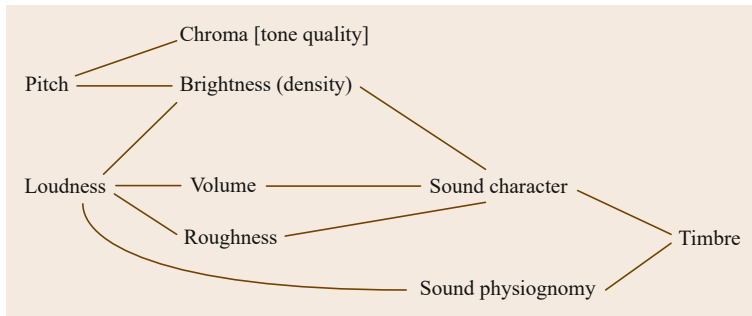 Chroma [tone quality]
Pitch
Brightness (density)
Loudness
Volume
Sound character
Roughness
Timbre
Sound physiognomy